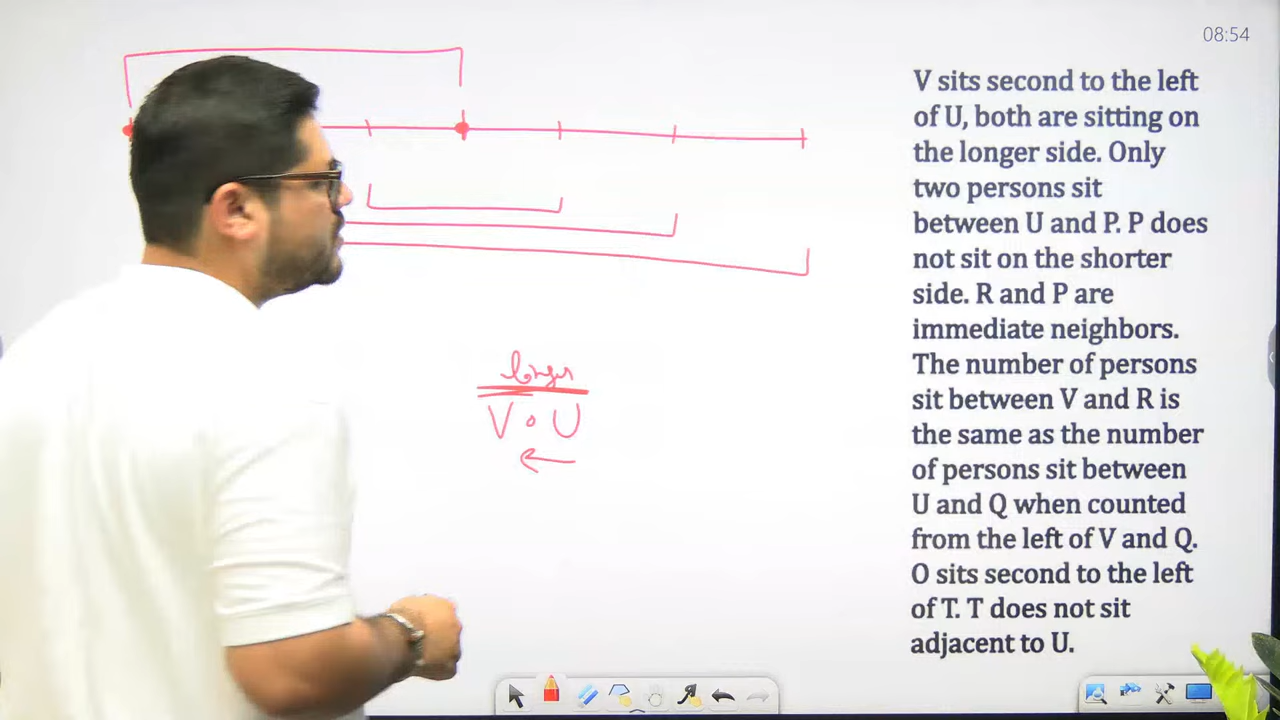 08:54
V sits second to the left
of U, both are sitting on
the longer side. Only
two persons sit
between U and P. P does
not sit on the shorter
side. R and P are
immediate neighbors.
The number of persons
sit between V and R is
the same as the number
of persons sit between
U and Q when counted
from the left of V and Q.
O sits second to the left
of T. T does not sit
adjacent to U.
longer
V o U